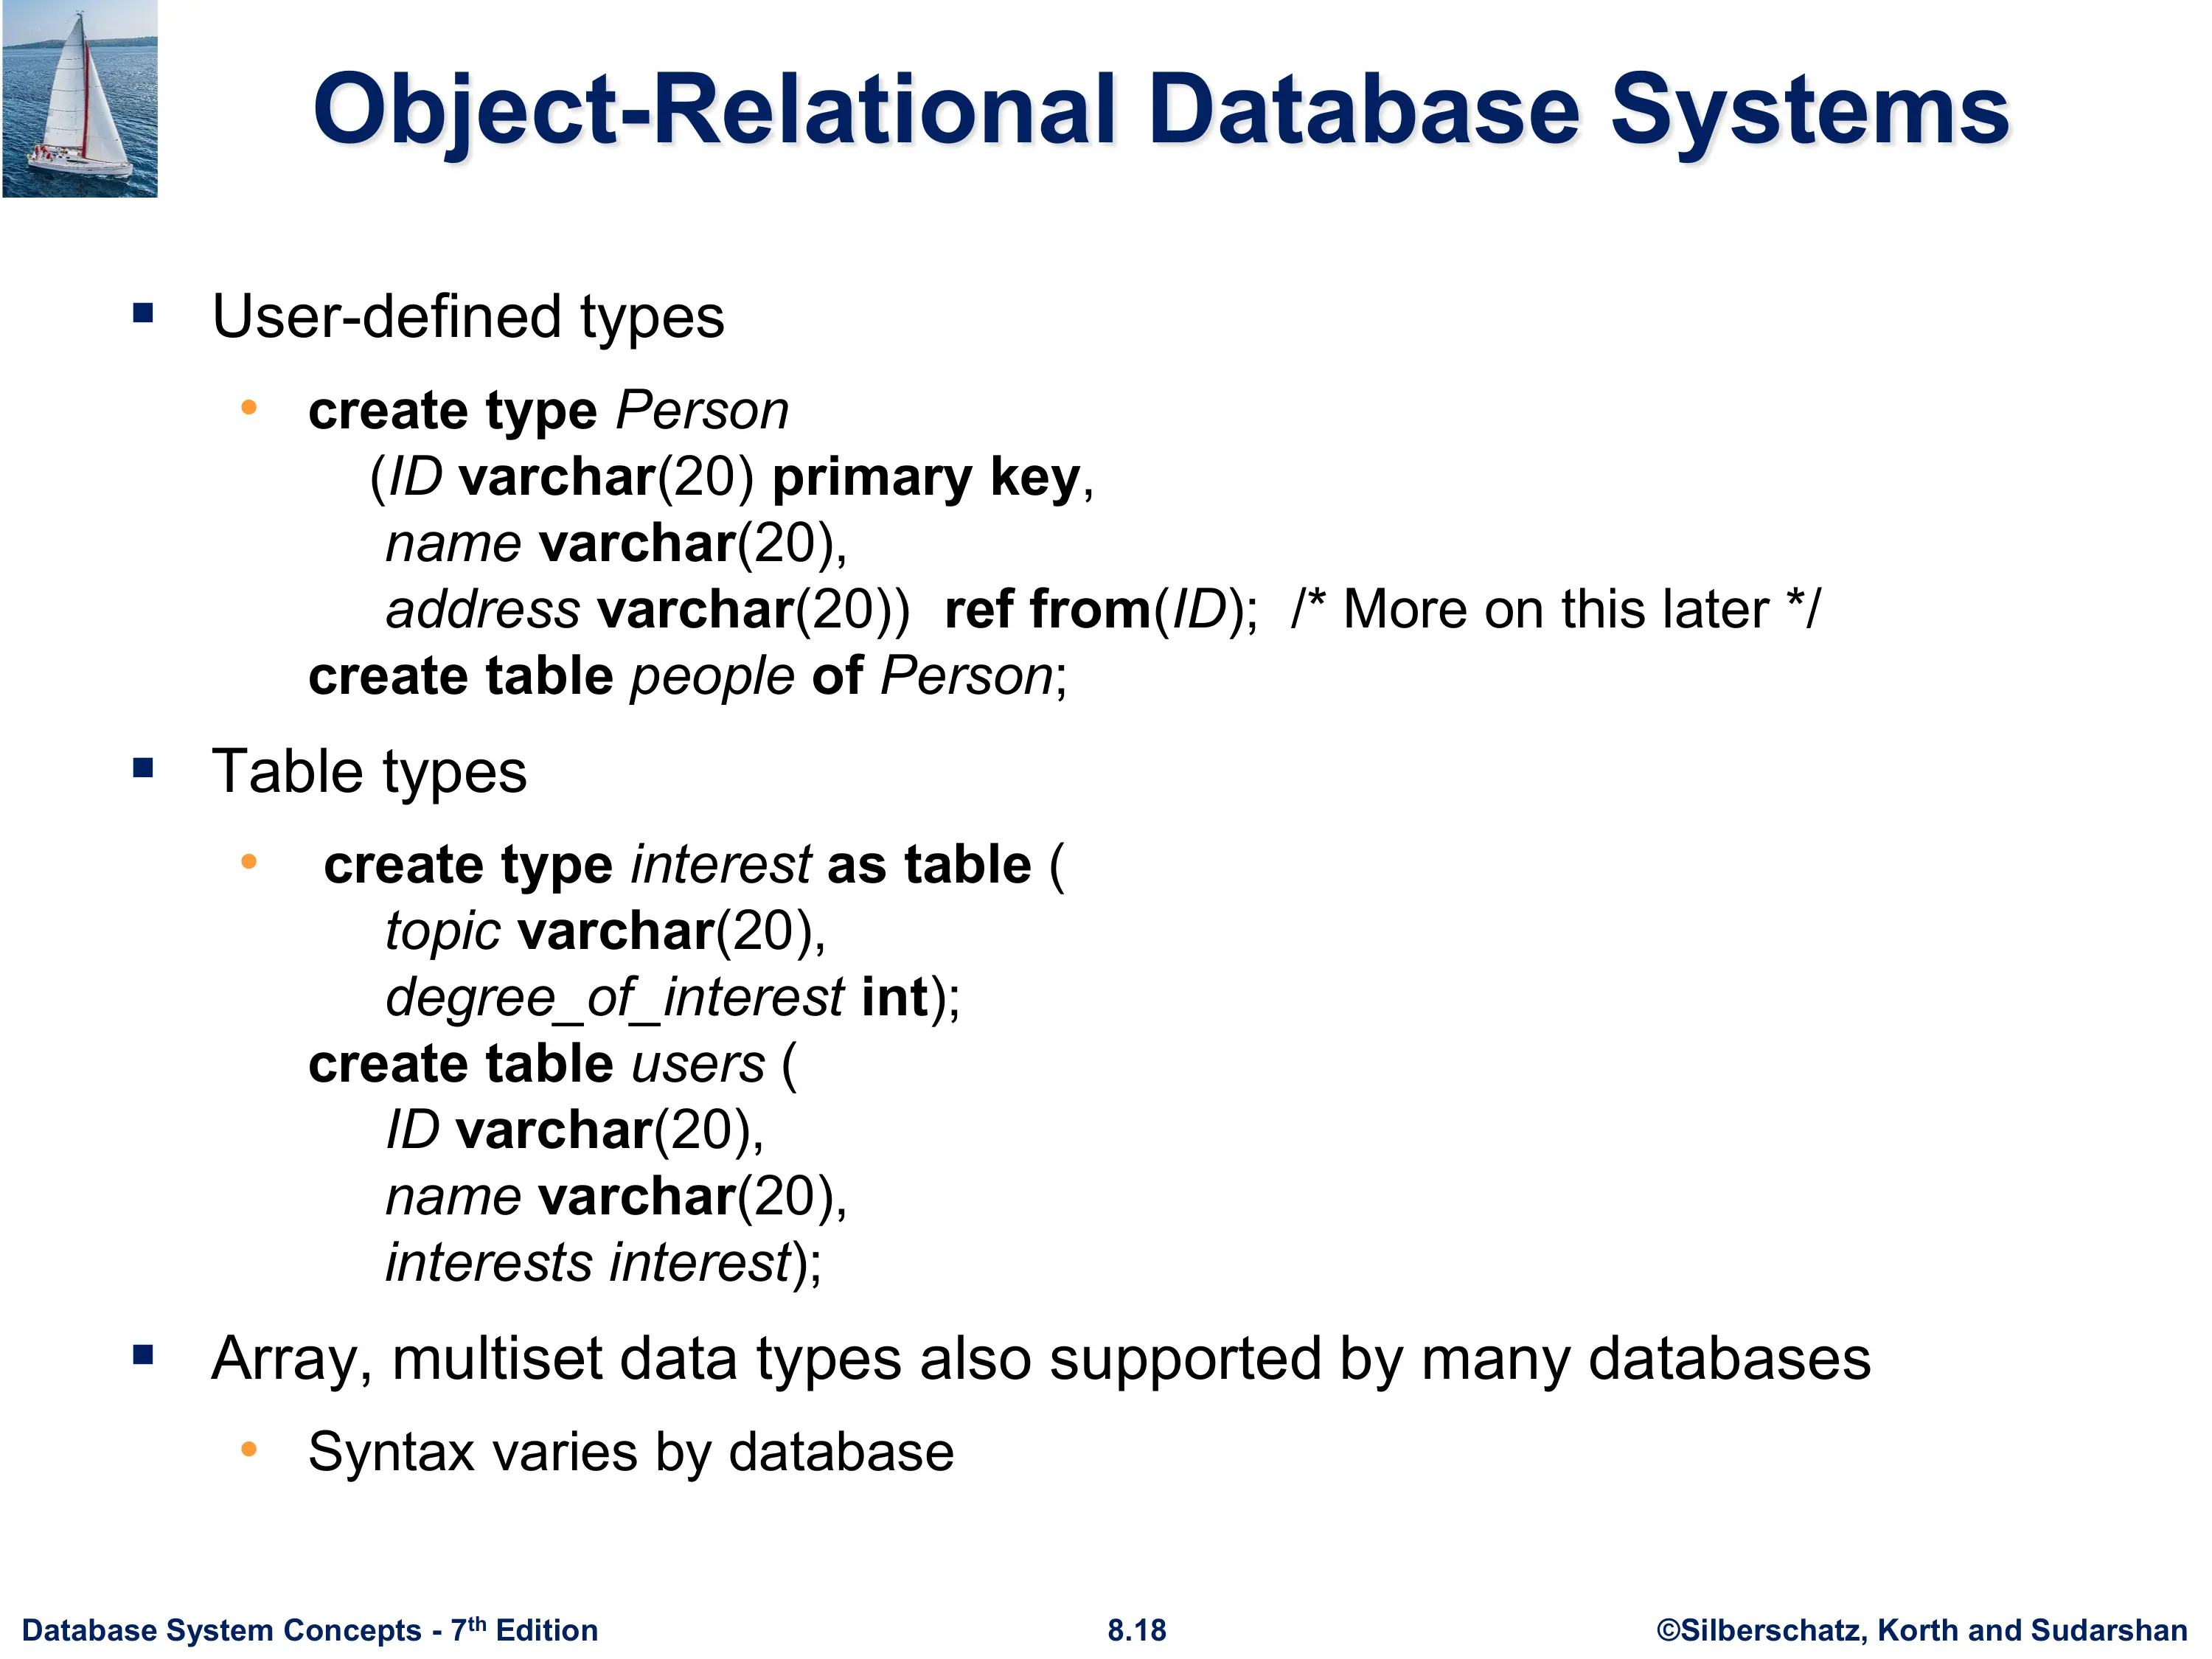 Object-Relational Database Systems
▪ User-defined types
• create type Person
(ID varchar(20) primary key,
name varchar(20),
address varchar(20)) ref from(ID); /* More on this later */
create table people of Person;
▪ Table types
• create type interest as table (
topic varchar(20),
degree_of_interest int);
create table users (
ID varchar(20),
name varchar(20),
interests interest);
▪ Array, multiset data types also supported by many databases
• Syntax varies by database
Database System Concepts - 7th Edition
8.18
©Silberschatz, Korth and Sudarshan